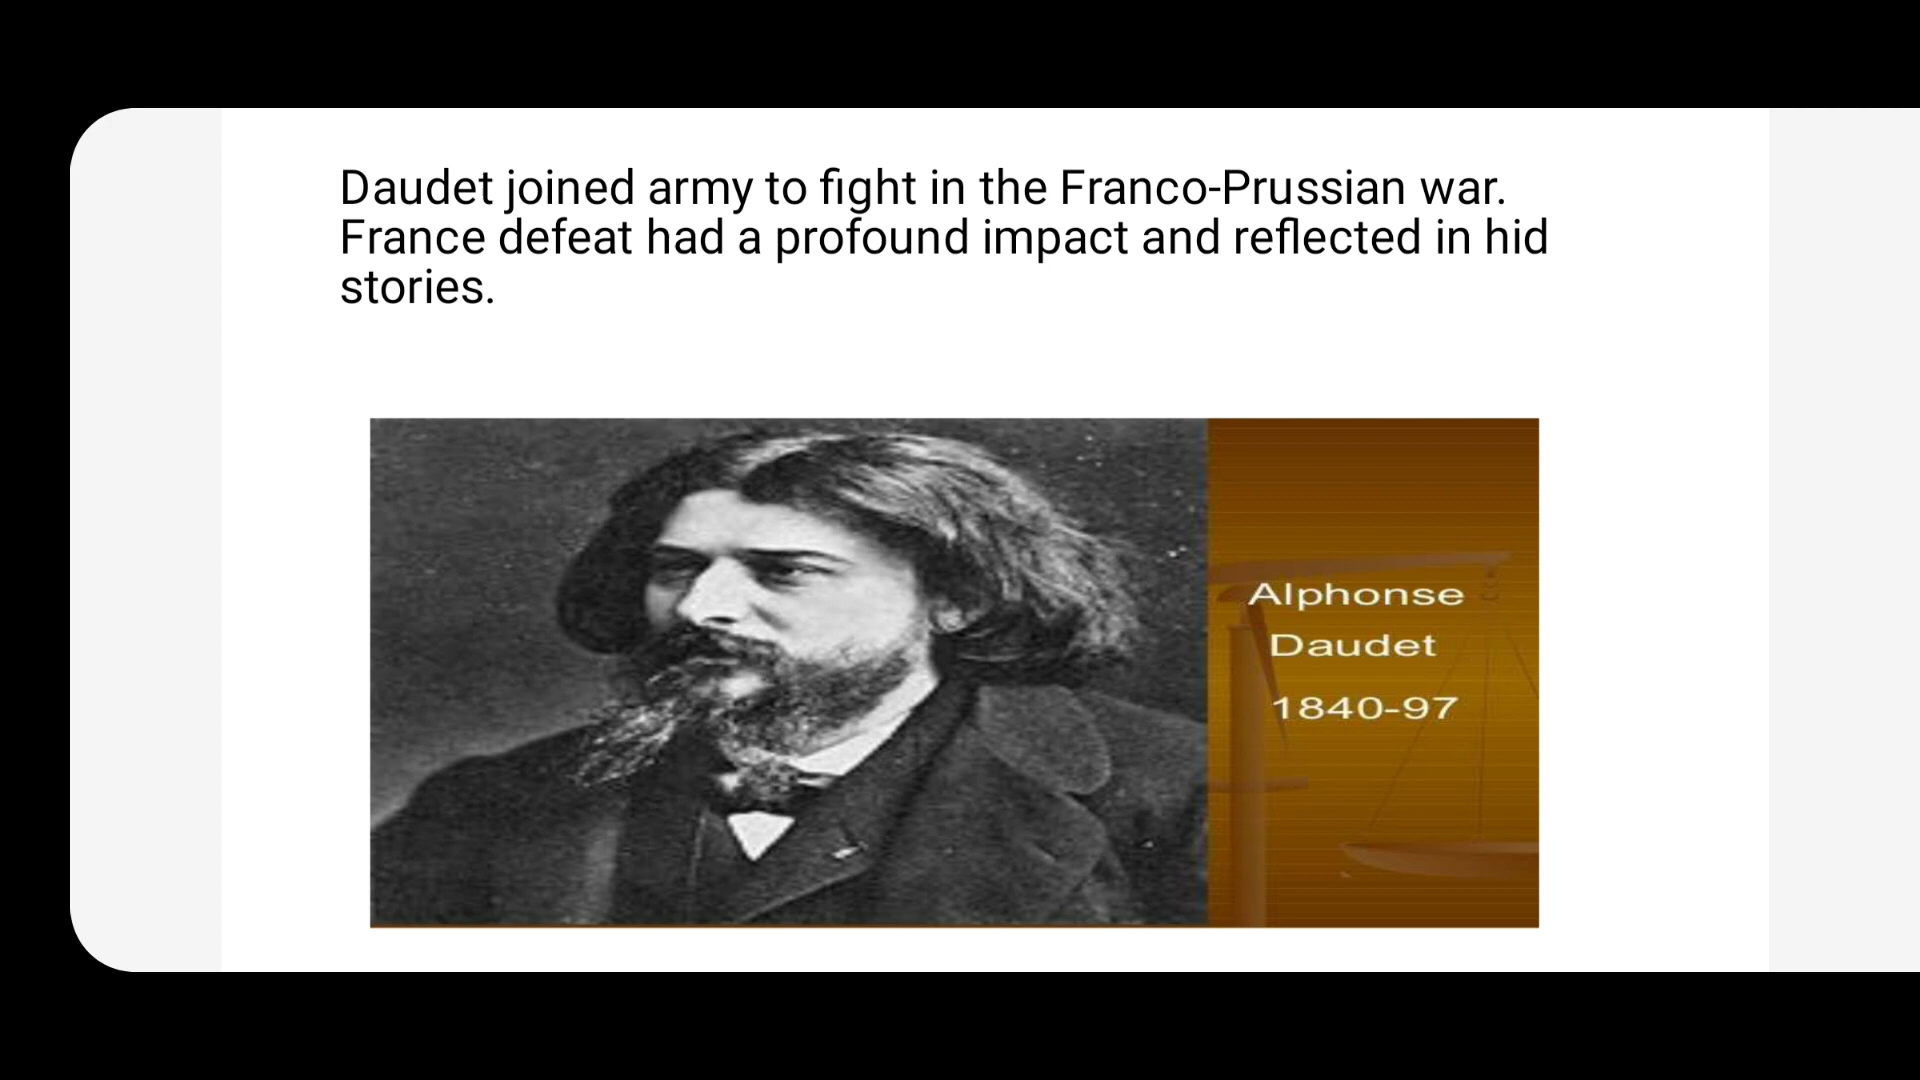 Daudet joined army to fight in the Franco-Prussian war.
France defeat had a profound impact and reflected in hid
stories.
Alphonse
Daudet
1840-97